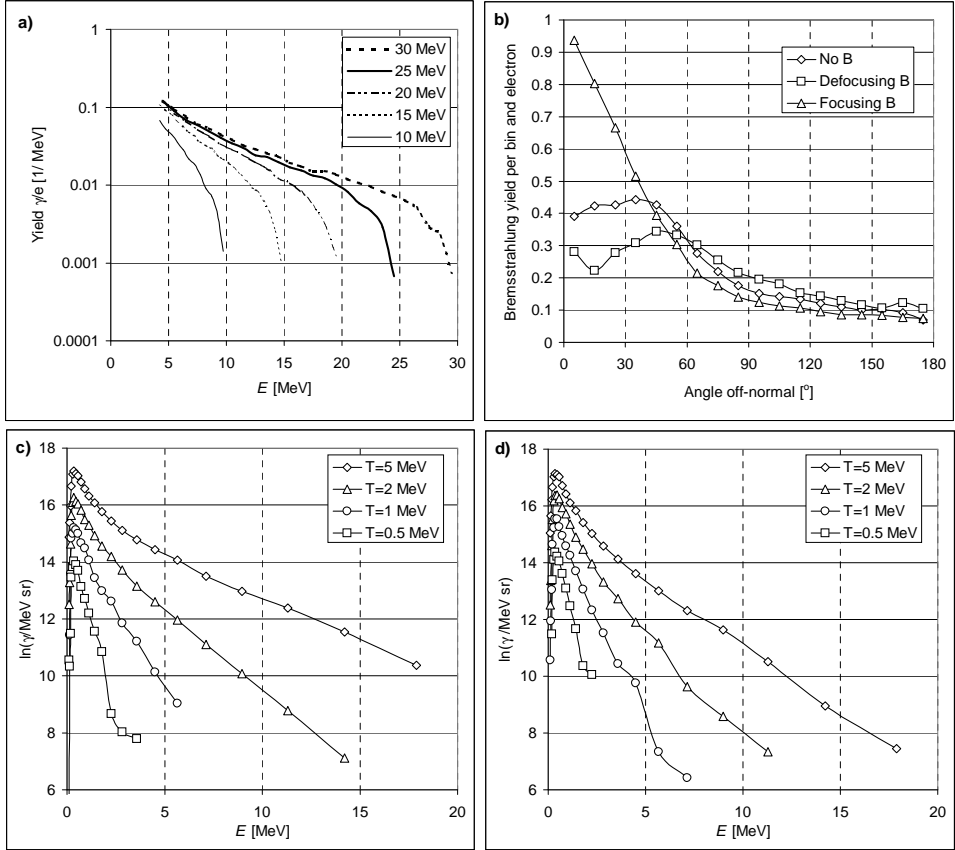 a)
1
0.1
0.01
0.001
0.0001
Yield γ/e [1/ MeV]
0 5 10 15 20 25 30
E [MeV]
30 MeV
25 MeV
20 MeV
15 MeV
10 MeV
b)
1
0.9
0.8
0.7
0.6
0.5
0.4
0.3
0.2
0.1
0
Bremsstrahlung yield per bin and electron
0 30 60 90 120 150 180
Angle off-normal [°]
No B
Defocusing B
Focusing B
c)
18
16
14
12
10
8
6
ln(γ/MeV sr)
0 5 10 15 20
E [MeV]
T=5 MeV
T=2 MeV
T=1 MeV
T=0.5 MeV
d)
18
16
14
12
10
8
6
ln(γ/MeV sr)
0 5 10 15 20
E [MeV]
T=5 MeV
T=2 MeV
T=1 MeV
T=0.5 MeV